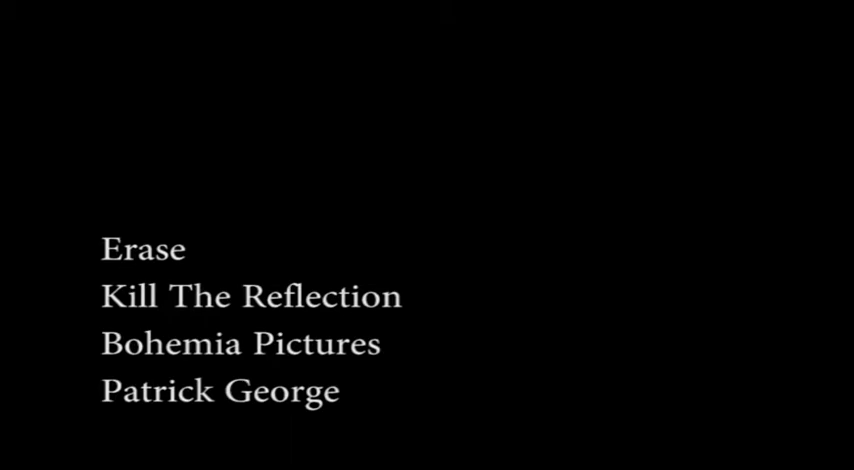 Erase
Kill The Reflection
Bohemia Pictures
Patrick George